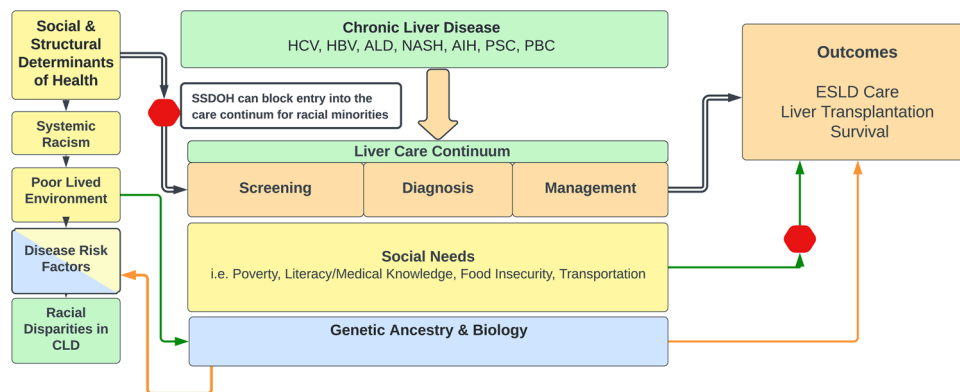 Social &
Structural
Determinants
of Health
Systemic
Racism
Poor Lived
Environment
Disease Risk
Factors
Racial
Disparities in
CLD
Chronic Liver Disease
HCV, HBV, ALD, NASH, AIH, PSC, PBC
SSDOH can block entry into the
care continum for racial minorities
Liver Care Continuum
Screening
Diagnosis
Management
Social Needs
i.e. Poverty, Literacy/Medical Knowledge, Food Insecurity, Transportation
Genetic Ancestry & Biology
Outcomes
ESLD Care
Liver Transplantation
Survival